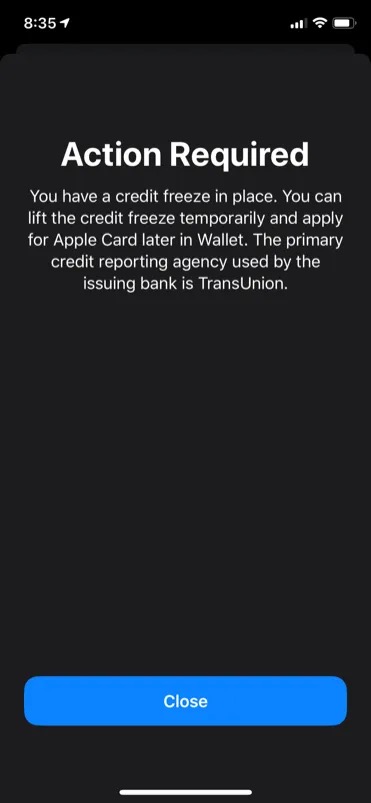 8:35
Action Required
You have a credit freeze in place. You can
lift the credit freeze temporarily and apply
for Apple Card later in Wallet. The primary
credit reporting agency used by the
issuing bank is TransUnion.
Close